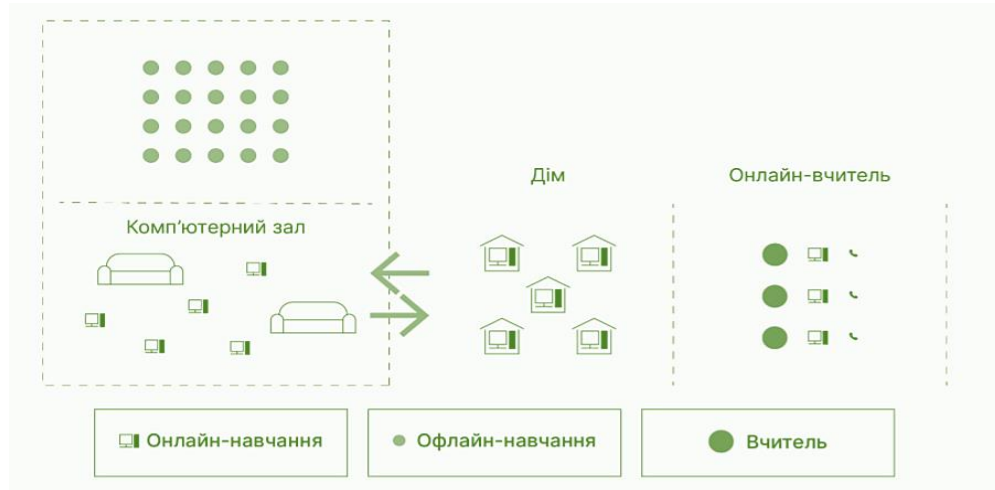 Дім
Онлайн-вчитель
Комп’ютерний зал
Онлайн-навчання
Офлайн-навчання
Вчитель